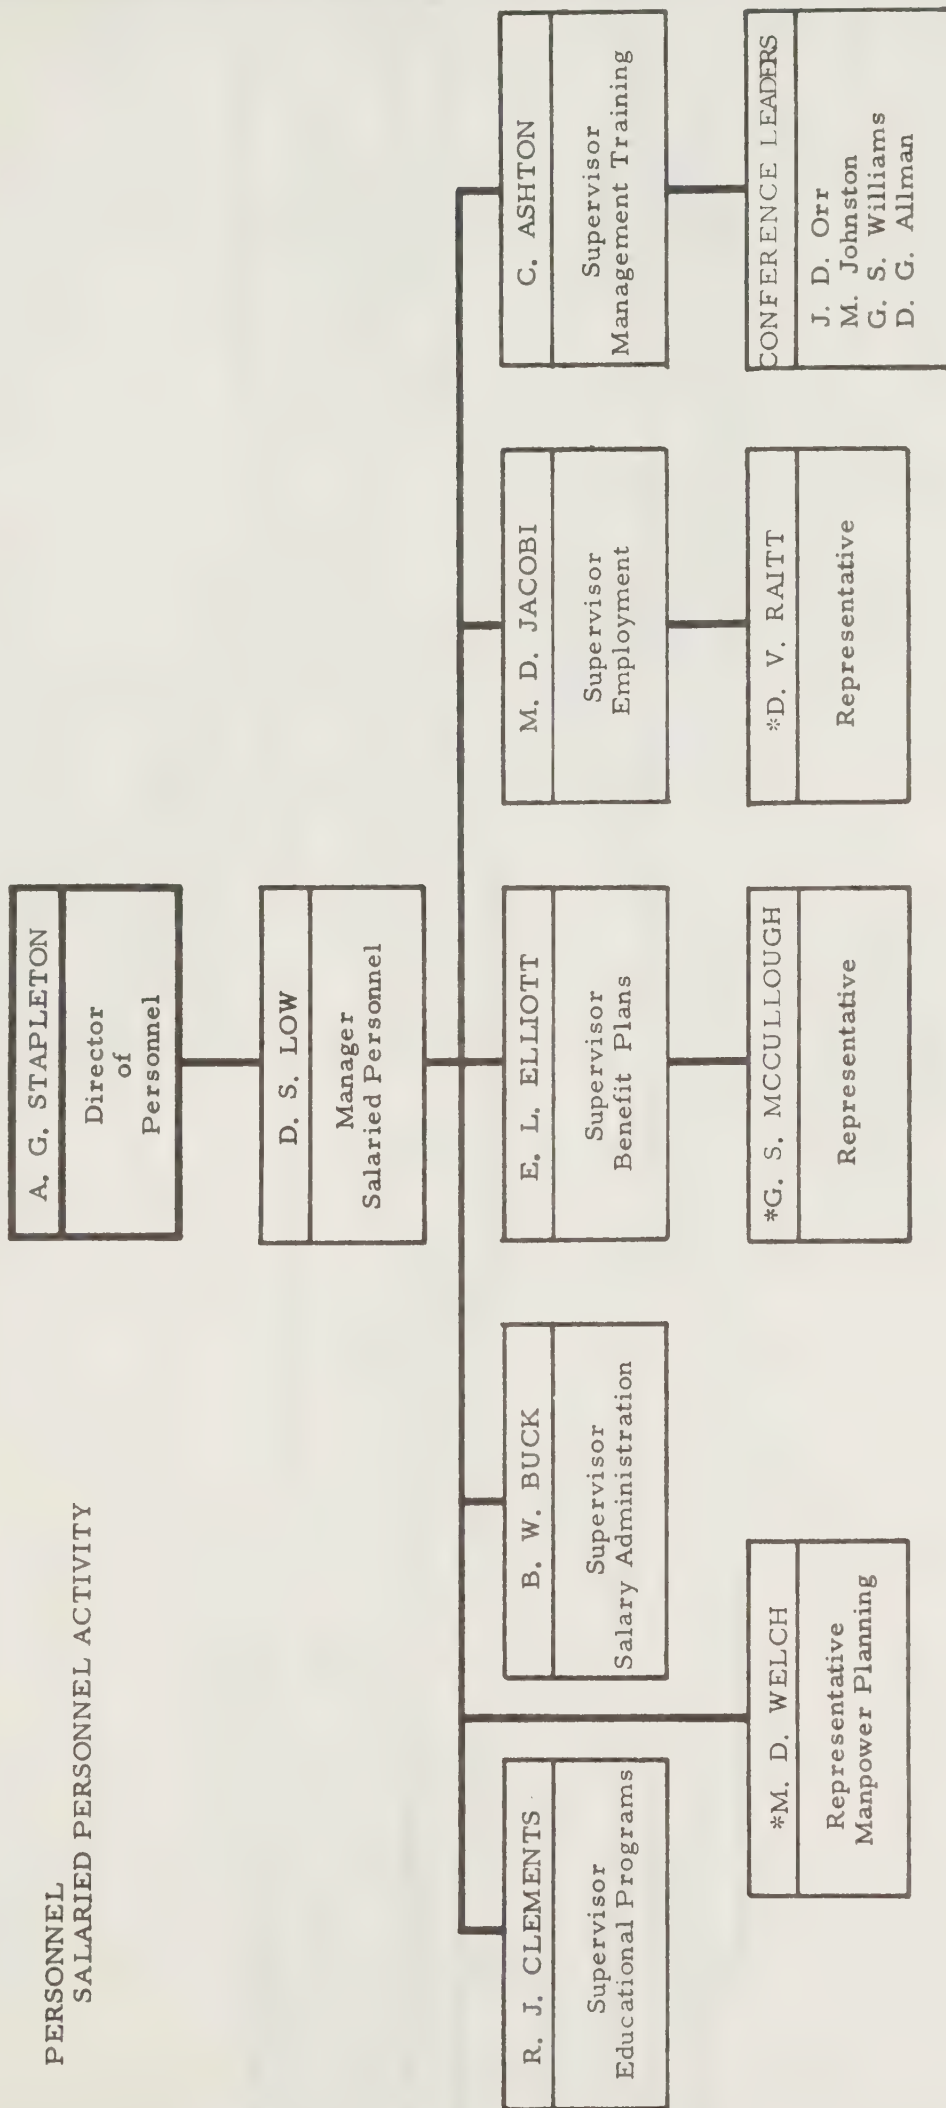 PERSONNEL
SALARIED PERSONNEL ACTIVITY
A. G. STAPLETON
Director
of
Personnel
D. S. LOW
Manager
Salaried Personnel
R. J. CLEMENTS
Supervisor
Educational Programs
B. W. BUCK
Supervisor
Salary Administration
E. L. ELLIOTT
Supervisor
Benefit Plans
M. D. JACOBI
Supervisor
Employment
C. ASHTON
Supervisor
Management Training
*M. D. WELCH
Representative
Manpower Planning
*G. S. MCCULLOUGH
Representative
*D. V. RAITT
Representative
CONFERENCE LEADERS
J. D. Orr
M. Johnston
G. S. Williams
D. G. Allman